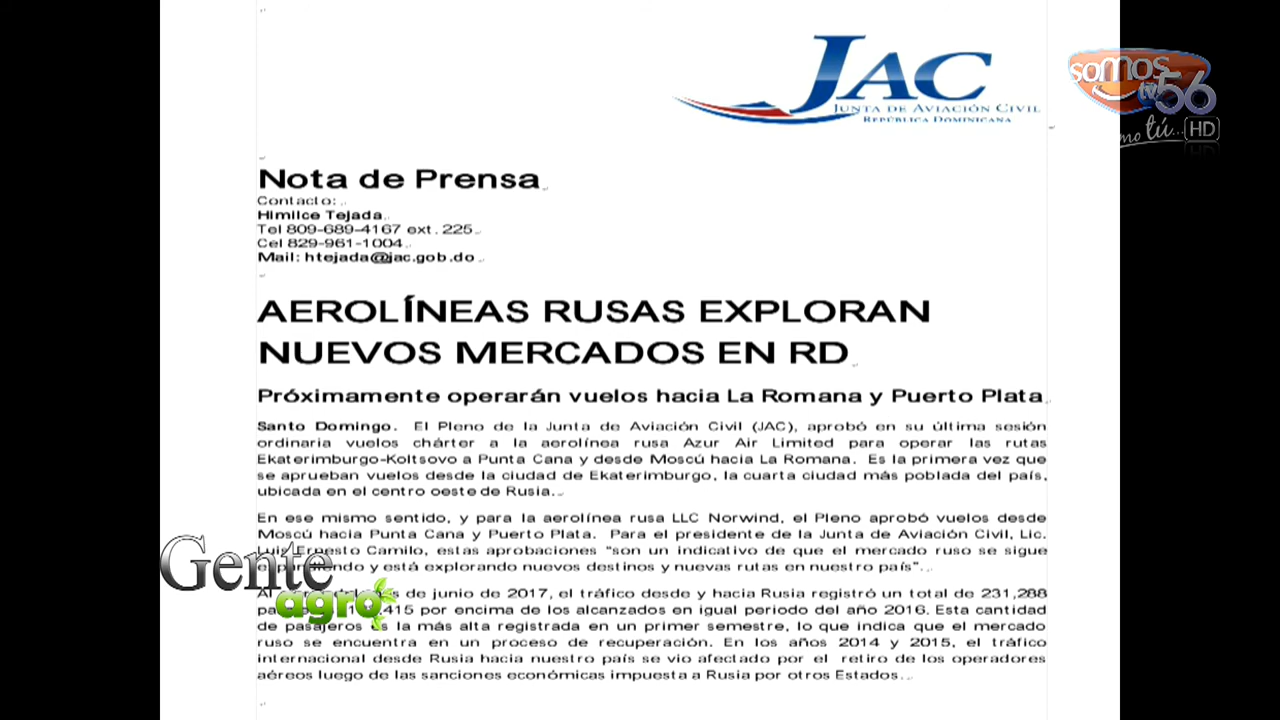 JAC
JUNTA DE AVIACIÓN CIVIL
REPÚBLICA DOMINICANA
somos
tv56
mo tú... HD
Nota de Prensa
Contacto:
Himilce Tejada
Tel 809-689-4167 ext. 225
Cel 829-961-1004
Mail: htejada@jac.gob.do
AEROLÍNEAS RUSAS EXPLORAN
NUEVOS MERCADOS EN RD
Próximamente operarán vuelos hacia La Romana y Puerto Plata
Santo Domingo. El Pleno de la Junta de Aviación Civil (JAC), aprobó en su última sesión
ordinaria vuelos chárter a la aerolínea rusa Azur Air Limited para operar las rutas
Ekaterimburgo-Koltsovo a Punta Cana y desde Moscú hacia La Romana. Es la primera vez que
se aprueban vuelos desde la ciudad de Ekaterimburgo, la cuarta ciudad más poblada del país,
ubicada en el centro oeste de Rusia.
En ese mismo sentido, y para la aerolínea rusa LLC Norwind, el Pleno aprobó vuelos desde
Moscú hacia Punta Cana y Puerto Plata. Para el presidente de la Junta de Aviación Civil, Lic.
Luis Ernesto Camilo, estas aprobaciones "son un indicativo de que el mercado ruso se sigue
y está explorando nuevos destinos y nuevas rutas en nuestro país".
Gente
agro
de junio de 2017, el tráfico desde y hacia Rusia registró un total de 231,288
415 por encima de los alcanzados en igual periodo del año 2016. Esta cantidad
de pasajeros es la más alta registrada en un primer semestre, lo que indica que el mercado
ruso se encuentra en un proceso de recuperación. En los años 2014 y 2015, el tráfico
internacional desde Rusia hacia nuestro país se vio afectado por el retiro de los operadores
aéreos luego de las sanciones económicas impuesta a Rusia por otros Estados.